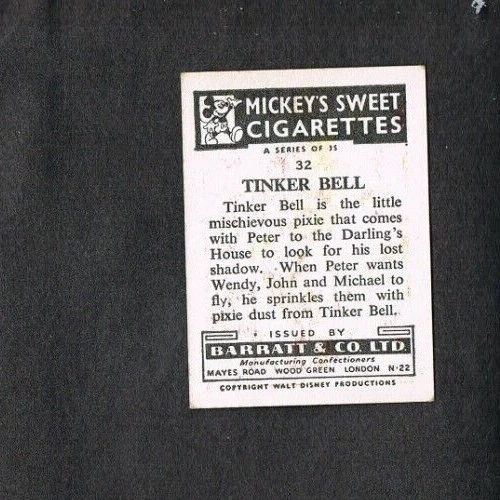 MICKEY'S SWEET
CIGARETTES
A SERIES OF 35
32
TINKER BELL
Tinker Bell is the little
mischievous pixie that comes
with Peter to the Darling's
House to look for his lost
shadow. When Peter wants
Wendy, John and Michael to
fly, he sprinkles them with
pixie dust from Tinker Bell.
ISSUED BY
BARRATT & CO. LTD.
Manufacturing Confectioners
MAYES ROAD WOOD GREEN LONDON N·22
COPYRIGHT WALT DISNEY PRODUCTIONS